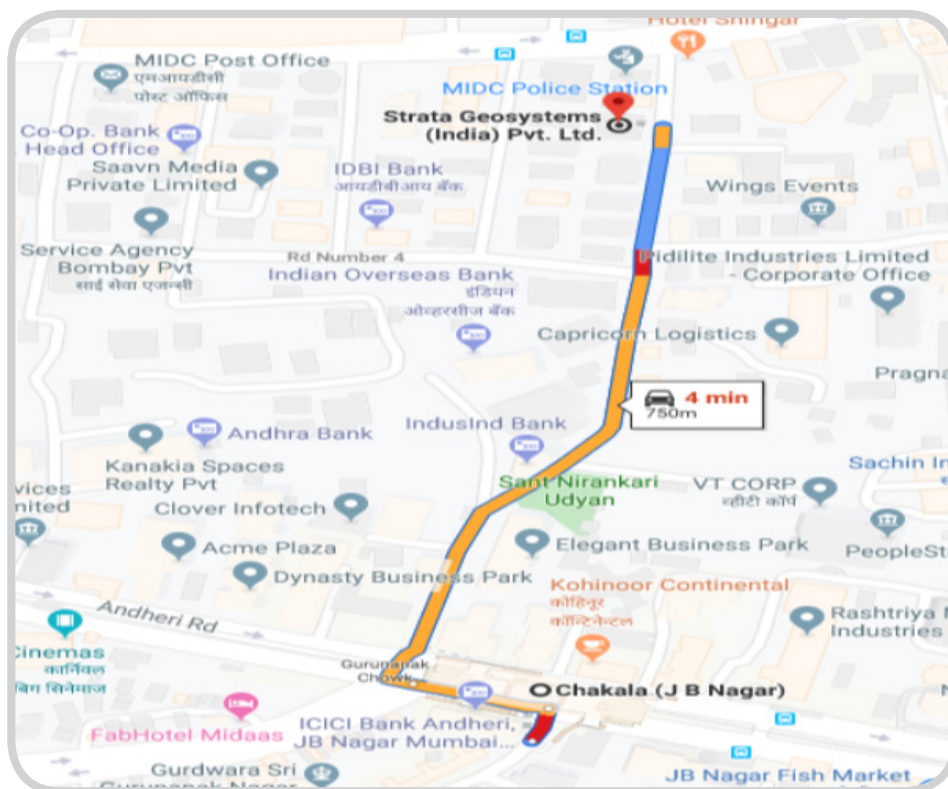 Hotel Shingar
MIDC Post Office
एमआयडीसी
पोस्ट ऑफिस
MIDC Police Station
Strata Geosystems
(India) Pvt. Ltd.
Co-Op. Bank
Head Office
Saavn Media
Private Limited
IDBI Bank
आयडीबीआय बॅंक
Wings Events
Service Agency
Bombay Pvt
साई सेवा एजन्सी
Rd Number 4
Indian Overseas Bank
इंडियन
ओव्हरसीज बॅंक
Pidilite Industries Limited
- Corporate Office
Capricorn Logistics
Pragna
4 min
750m
IndusInd Bank
Andhra Bank
Kanakia Spaces
Realty Pvt
Sant Nirankari
Udyan
VT CORP
व्हीटी कॉर्प
Sachin In
vices
nited
Clover Infotech
Acme Plaza
Elegant Business Park
PeopleSt
Dynasty Business Park
Kohinoor Continental
कोहिनूर
कॉन्टिनेन्टल
Andheri Rd
Rashtriya
Industries
Cinemas
कार्निवल
बिग सिनेमाज
Gurunanak
Chowk
Chakala (J B Nagar)
FabHotel Midaas
ICICI Bank Andheri,
JB Nagar Mumbai...
Gurdwara Sri
Gurunanak Nagar
JB Nagar Fish Market